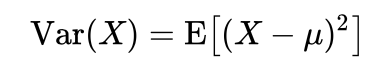 Var(X) = E[(X − μ)²]